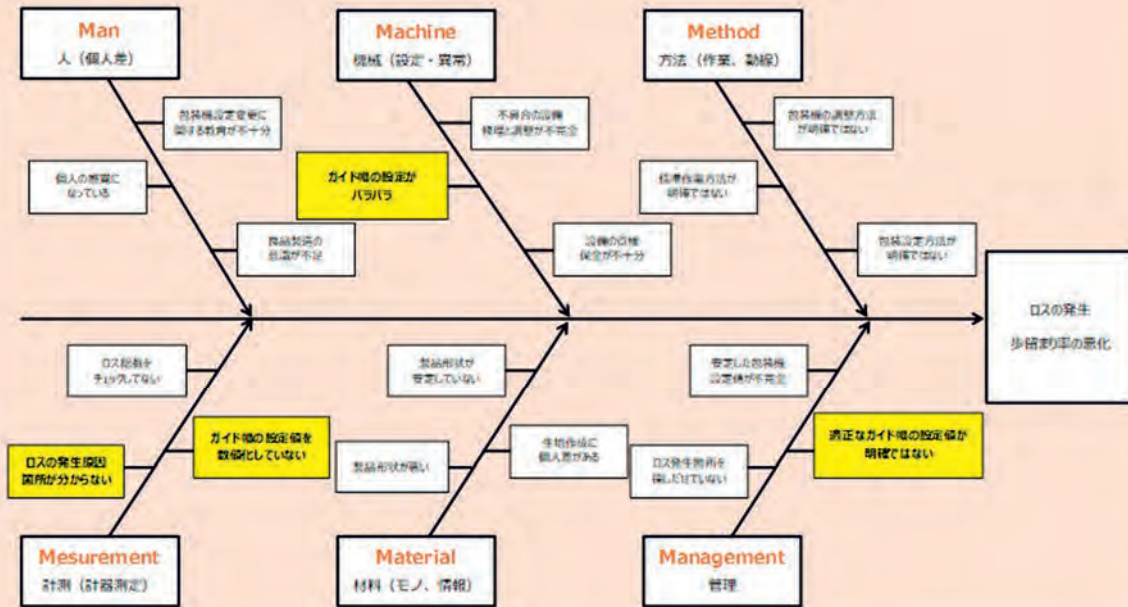 Man
人（個人差）
Machine
機械（設定・異常）
Method
方法（作業、動線）
包装機設定変更に
関する教育が不十分
個人の感覚に
なっている
良品製造の
意識が不足
不具合の設備
修理と調整が不完全
ガイド幅の設定が
バラバラ
設備の点検
保全が不十分
包装機の調整方法
が明確ではない
標準作業方法が
明確ではない
包装設定方法が
明確ではない
ロスの発生
歩留まり率の悪化
ロス総数を
チェックしてない
ガイド幅の設定値を
数値化していない
ロスの発生原因
箇所が分からない
製品形状が
安定していない
生地作成に
個人差がある
製品形状が悪い
安定した包装機
設定値が不完全
適正なガイド幅の設定値が
明確ではない
ロス発生箇所を
探しだせていない
Mesurement
計測（計器測定）
Material
材料（モノ、情報）
Management
管理